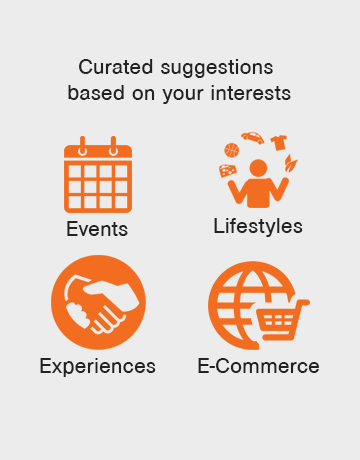 Curated suggestions
based on your interests
Events
Lifestyles
Experiences
E-Commerce